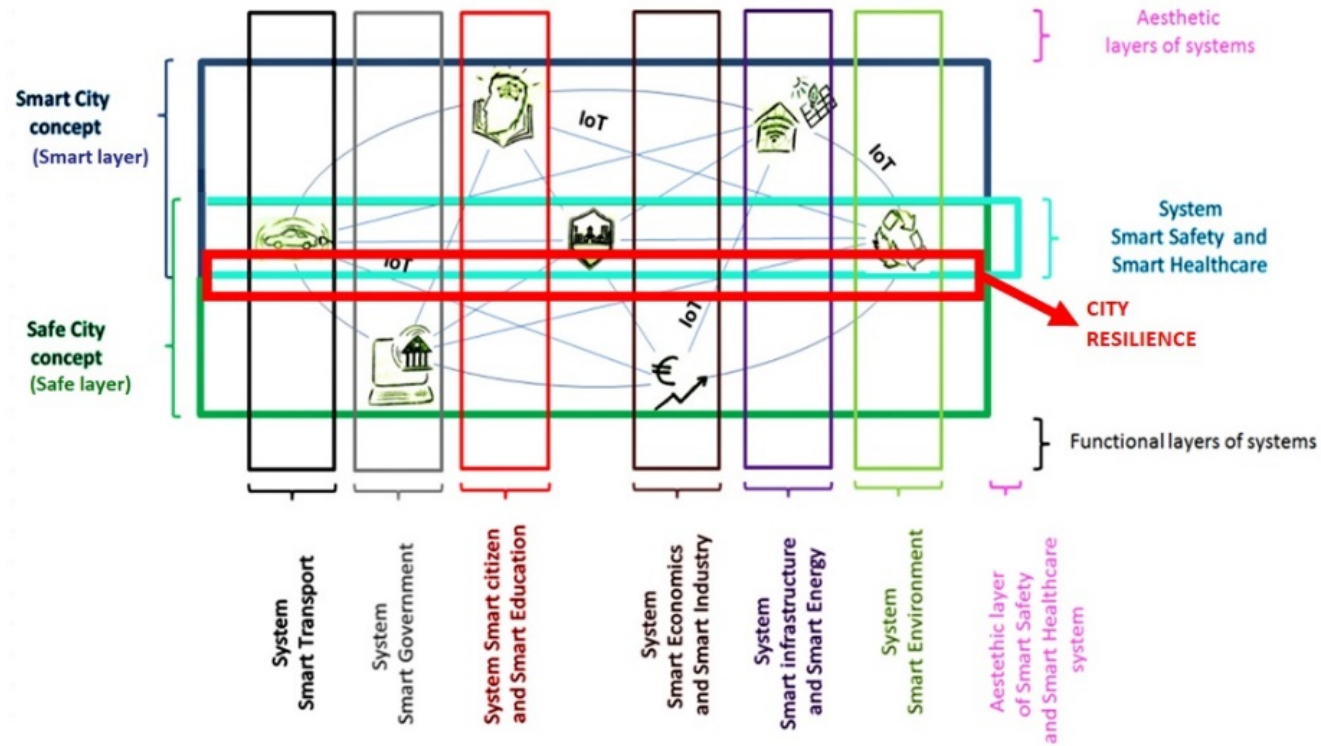 Aesthetic
layers of systems
Smart City
concept
(Smart layer)
IoT
IoT
System
Smart Safety and
Smart Healthcare
IoT
IoT
CITY
RESILIENCE
Safe City
concept
(Safe layer)
€
Functional layers of systems
System
Smart Transport
System
Smart Government
System Smart citizen
and Smart Education
System
Smart Economics
and Smart Industry
System
Smart infrastructure
and Smart Energy
System
Smart Environment
Aestethic layer
of Smart Safety
and Smart Healthcare
system